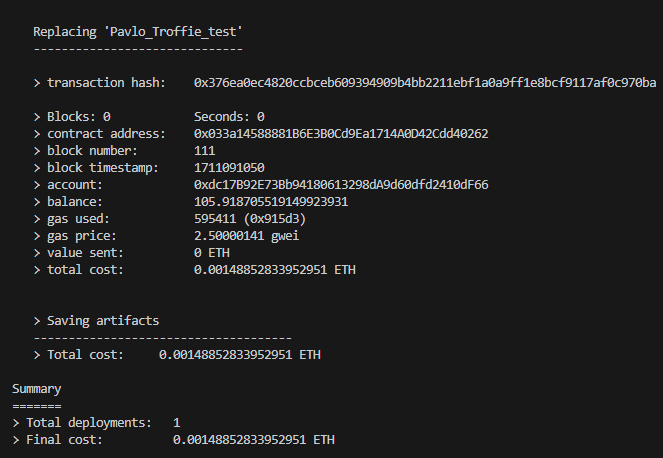 Replacing 'Pavlo_Troffie_test'
------------------------------
> transaction hash:    0x376ea0ec4820ccbceb609394909b4bb2211ebf1a0a9ff1e8bcf9117af0c970ba
> Blocks: 0            Seconds: 0
> contract address:    0x033a14588881B6E3B0Cd9Ea1714A0D42Cdd40262
> block number:        111
> block timestamp:     1711091050
> account:             0xdc17B92E73Bb94180613298dA9d60dfd2410dF66
> balance:             105.918705519149923931
> gas used:            595411 (0x915d3)
> gas price:           2.50000141 gwei
> value sent:          0 ETH
> total cost:          0.00148852833952951 ETH
> Saving artifacts
-------------------------------------
> Total cost:     0.00148852833952951 ETH
Summary
=======
> Total deployments:   1
> Final cost:          0.00148852833952951 ETH